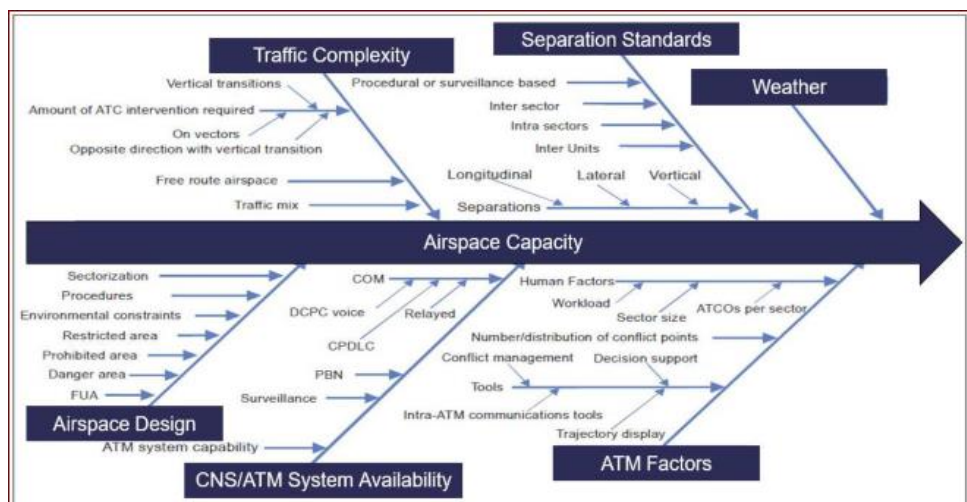 Traffic Complexity
Vertical transitions
Amount of ATC intervention required
On vectors
Opposite direction with vertical transition
Free route airspace
Traffic mix
Separation Standards
Procedural or surveillance based
Inter sector
Intra sectors
Inter Units
Longitudinal
Lateral
Vertical
Separations
Weather
Airspace Capacity
Sectorization
Procedures
Environmental constraints
Restricted area
Prohibited area
Danger area
FUA
Airspace Design
COM
DCPC voice
Relayed
CPDLC
PBN
Surveillance
ATM system capability
CNS/ATM System Availability
Human Factors
Workload
Sector size
ATCOs per sector
Number/distribution of conflict points
Conflict management
Decision support
Tools
Intra-ATM communications tools
Trajectory display
ATM Factors